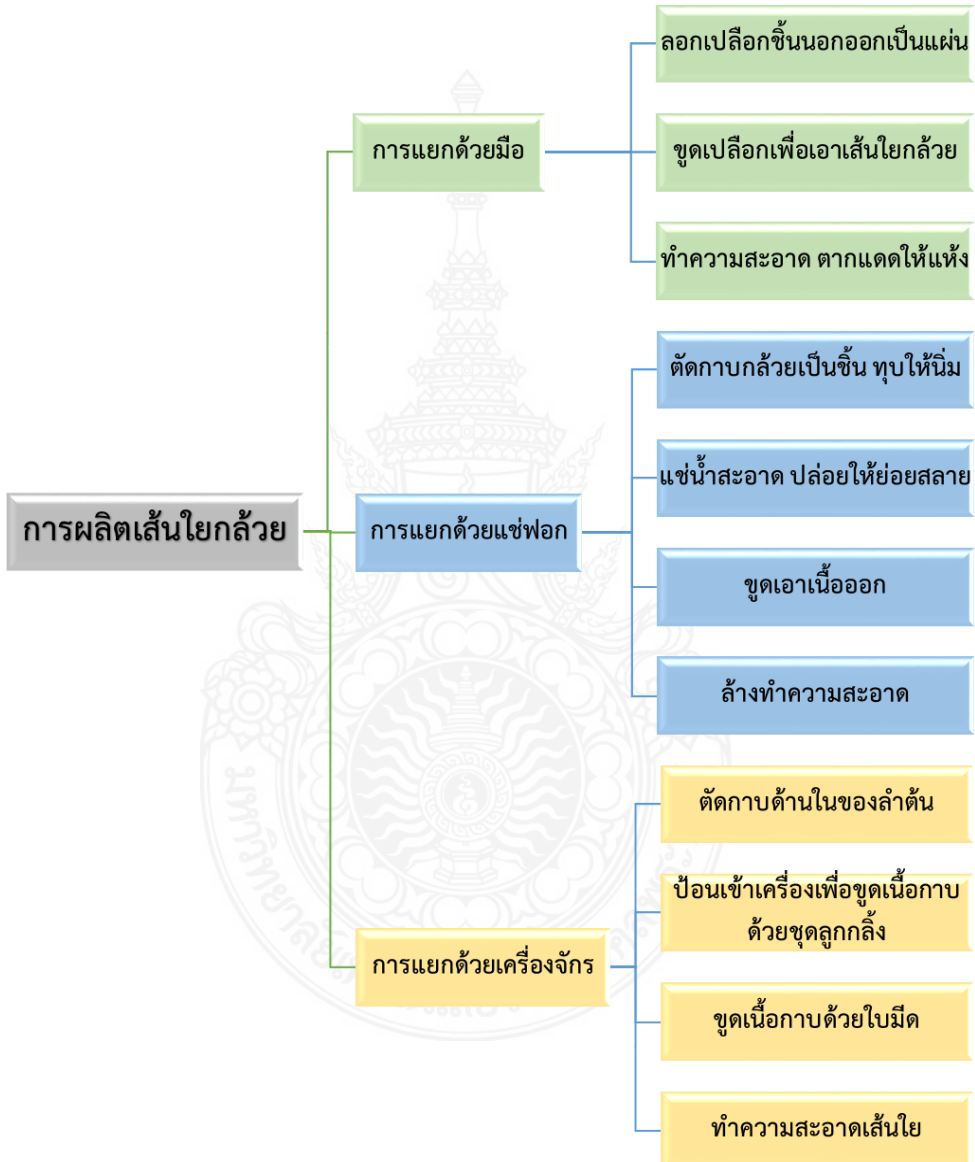 การผลิตเส้นใยกล้วย
การแยกด้วยมือ
ลอกเปลือกชิ้นนอกออกเป็นแผ่น
ขูดเปลือกเพื่อเอาเส้นใยกล้วย
ทำความสะอาด ตากแดดให้แห้ง
การแยกด้วยแช่ฟอก
ตัดกาบกล้วยเป็นชิ้น ทุบให้นิ่ม
แช่น้ำสะอาด ปล่อยให้ย่อยสลาย
ขูดเอาเนื้อออก
ล้างทำความสะอาด
การแยกด้วยเครื่องจักร
ตัดกาบด้านในของลำต้น
ป้อนเข้าเครื่องเพื่อขูดเนื้อกาบ
ด้วยชุดลูกกลิ้ง
ขูดเนื้อกาบด้วยใบมีด
ทำความสะอาดเส้นใย